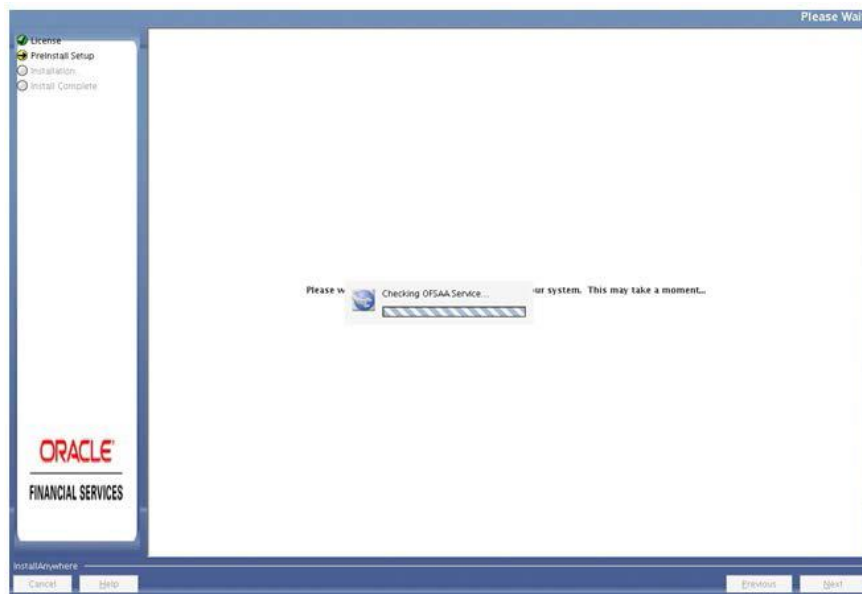 Please Wai
License
PreInstall Setup
Installation
Install Complete
Please w
ur system. This may take a moment...
Checking OFSAA Service...
ORACLE
FINANCIAL SERVICES
InstallAnywhere
Cancel
Help
Previous
Next